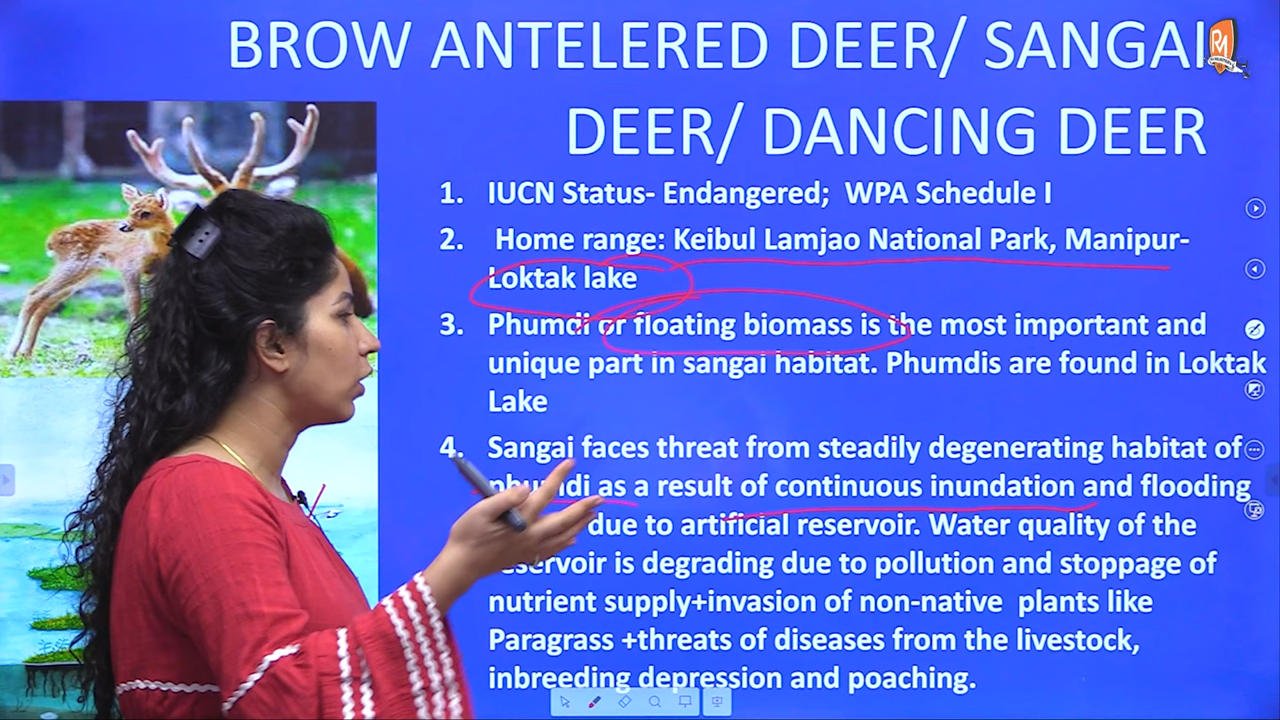 BROW ANTELERED DEER/ SANGAI
DEER/ DANCING DEER
1. IUCN Status- Endangered; WPA Schedule I
2. Home range: Keibul Lamjao National Park, Manipur-
Loktak lake
3. Phumdi or floating biomass is the most important and
unique part in sangai habitat. Phumdis are found in Loktak
Lake
4. Sangai faces threat from steadily degenerating habitat of
phumdi as a result of continuous inundation and flooding
due to artificial reservoir. Water quality of the
reservoir is degrading due to pollution and stoppage of
nutrient supply+invasion of non-native plants like
Paragrass +threats of diseases from the livestock,
inbreeding depression and poaching.